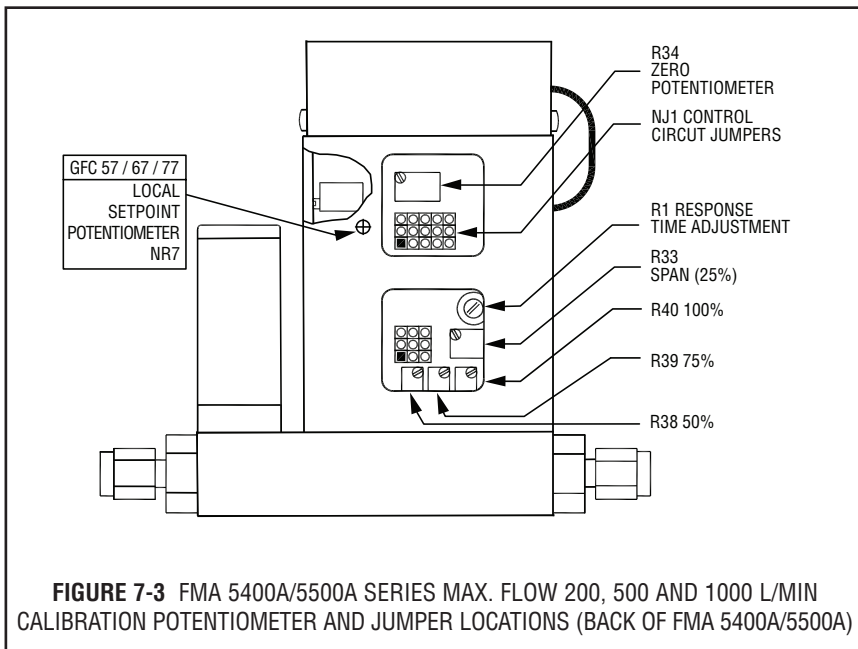 R34
ZERO
POTENTIOMETER
NJ1 CONTROL
CIRCUT JUMPERS
GFC 57 / 67 / 77
LOCAL
SETPOINT
POTENTIOMETER
NR7
R1 RESPONSE
TIME ADJUSTMENT
R33
SPAN (25%)
R40 100%
R39 75%
R38 50%
FIGURE 7-3 FMA 5400A/5500A SERIES MAX. FLOW 200, 500 AND 1000 L/MIN
CALIBRATION POTENTIOMETER AND JUMPER LOCATIONS (BACK OF FMA 5400A/5500A)